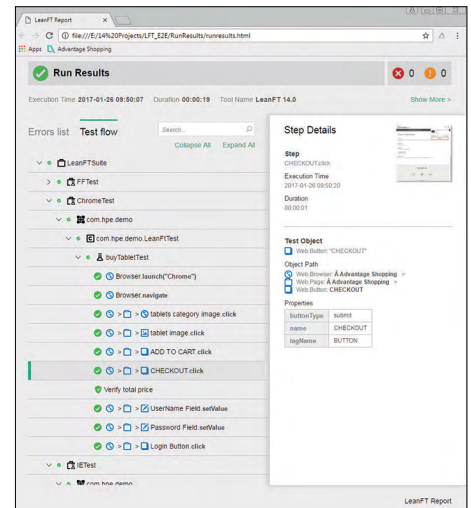 LeanFT Report
file:///E:/14%20Projects/LFT_E2E/RunResults/runresults.html
Apps Advantage Shopping
Run Results
0 0
Execution Time 2017-01-26 09:50:07 Duration 00:00:19 Tool Name LeanFT 14.0 Show More >
Errors list Test flow
Search...
Collapse All Expand All
LeanFTSuite
FFTest
ChromeTest
com.hpe.demo
com.hpe.demo.LeanFtTest
buyTabletTest
Browser.launch("Chrome")
Browser.navigate
> > tablets category image.click
> > tablet image.click
> > ADD TO CART.click
> > CHECKOUT.click
Verify total price
> > UserName Field.setValue
> > Password Field.setValue
> > Login Button.click
IETest
com.hpe.demo
Step Details
Step
CHECKOUT.click
Execution Time
2017-01-26 09:50:20
Duration
00:00:01
Test Object
Web.Button: "CHECKOUT"
Object Path
Web.Browser: Â Advantage Shopping >
Web.Page: Â Advantage Shopping >
Web.Button: CHECKOUT
Properties
buttonType submit
name CHECKOUT
tagName BUTTON
LeanFT Report